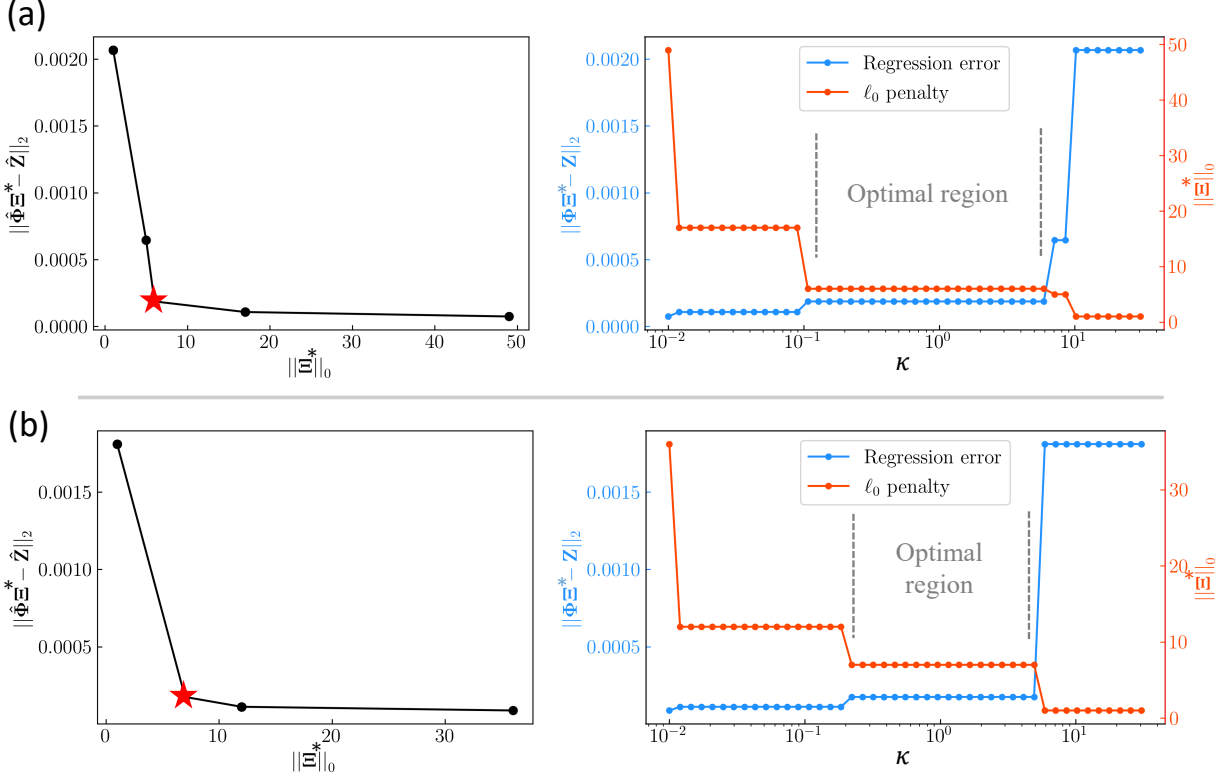 (a)
0.0020
0.0015
0.0010
0.0005
0.0000
||Φ̂Ξ* − Ẑ||₂
0 10 20 30 40 50
||Ξ*||₀
Regression error
ℓ₀ penalty
Optimal region
0.0020
0.0015
0.0010
0.0005
0.0000
||ΦΞ* − Z||₂
50
40
30
20
10
0
||Ξ*||₀
10⁻² 10⁻¹ 10⁰ 10¹
κ
(b)
0.0015
0.0010
0.0005
||Φ̂Ξ* − Ẑ||₂
0 10 20 30
||Ξ*||₀
Regression error
ℓ₀ penalty
Optimal
region
0.0015
0.0010
0.0005
||ΦΞ* − Z||₂
30
20
10
0
||Ξ*||₀
10⁻² 10⁻¹ 10⁰ 10¹
κ